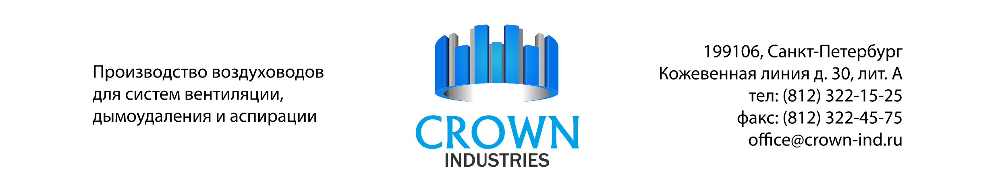 Производство воздуховодов
для систем вентиляции,
дымоудаления и аспирации
CROWN
INDUSTRIES
199106, Санкт-Петербург
Кожевенная линия д. 30, лит. А
тел: (812) 322-15-25
факс: (812) 322-45-75
office@crown-ind.ru